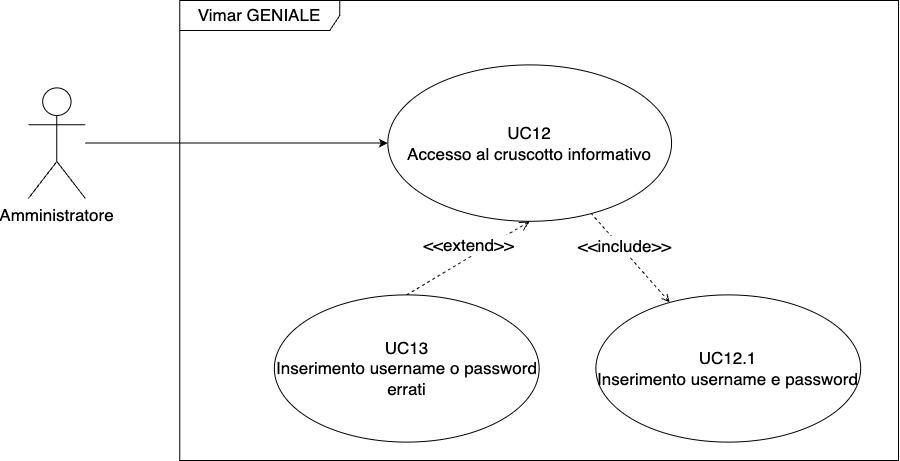 Vimar GENIALE
UC12
Accesso al cruscotto informativo
Amministratore
<<extend>>
<<include>>
UC13
Inserimento username o password
errati
UC12.1
Inserimento username e password